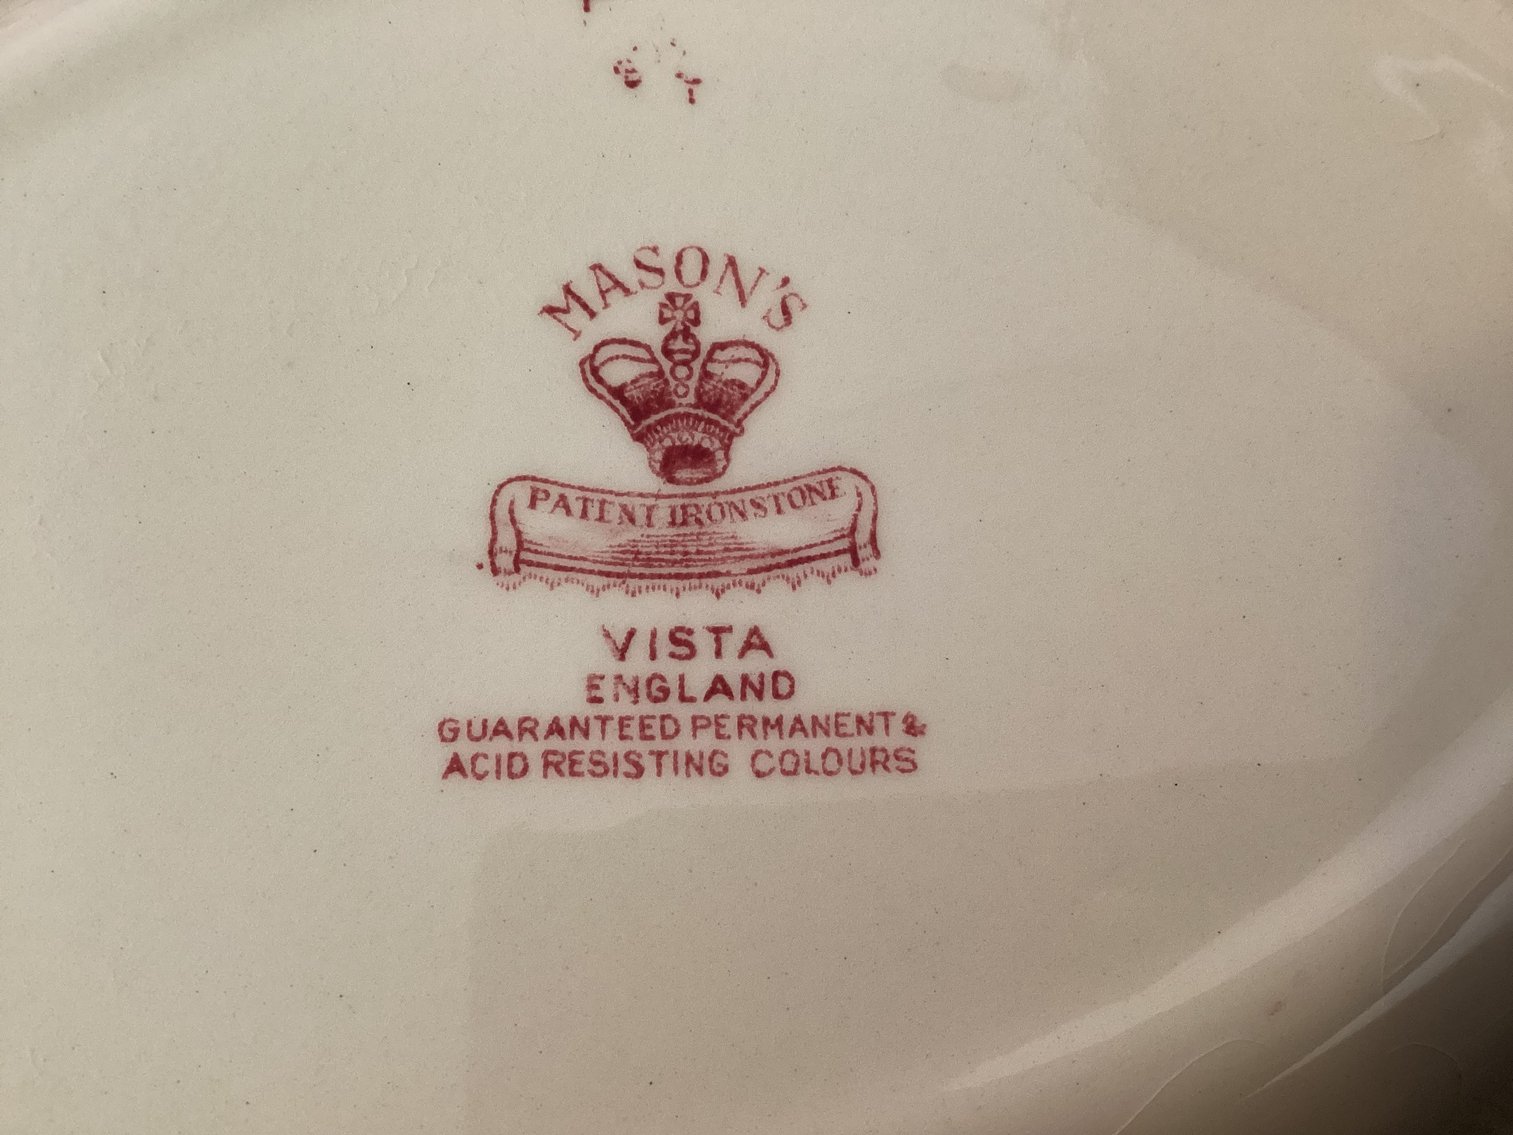 MASON'S
PATENT IRONSTONE
VISTA
ENGLAND
GUARANTEED PERMANENT &
ACID RESISTING COLOURS